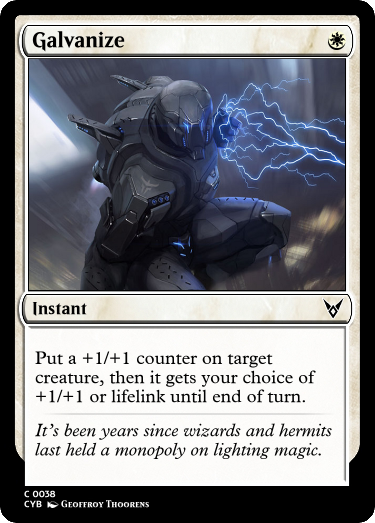 Galvanize
Instant
Put a +1/+1 counter on target
creature, then it gets your choice of
+1/+1 or lifelink until end of turn.
It's been years since wizards and hermits
last held a monopoly on lighting magic.
C 0038
CYB Geoffroy Thoorens